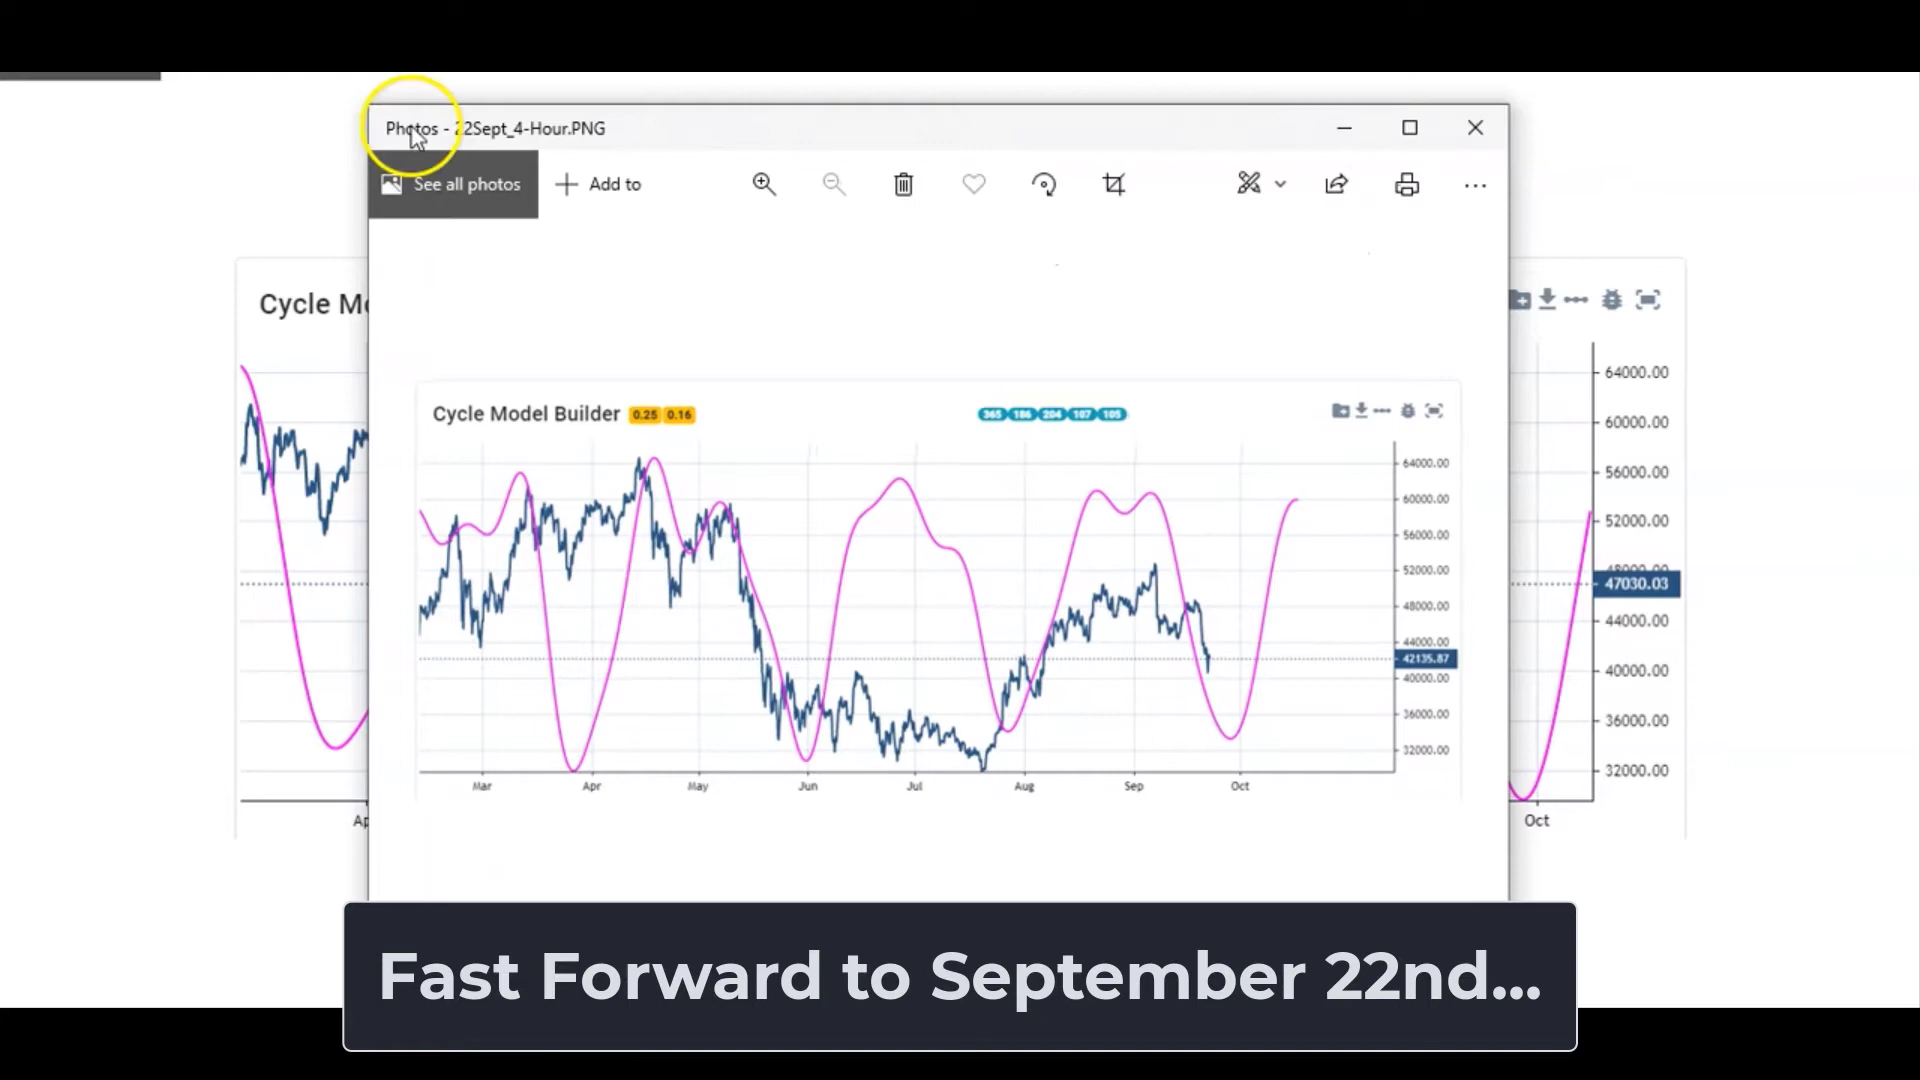 Photos - 22Sept_4-Hour.PNG
See all photos
Add to
Cycle Mo
Cycle Model Builder 0.25 0.16
365 186 204 107 105
64000.00
60000.00
56000.00
52000.00
48000.00
44000.00
42135.87
40000.00
36000.00
32000.00
Mar Apr May Jun Jul Aug Sep Oct
64000.00
60000.00
56000.00
52000.00
47030.03
44000.00
40000.00
36000.00
32000.00
Ap
Oct
Fast Forward to September 22nd...